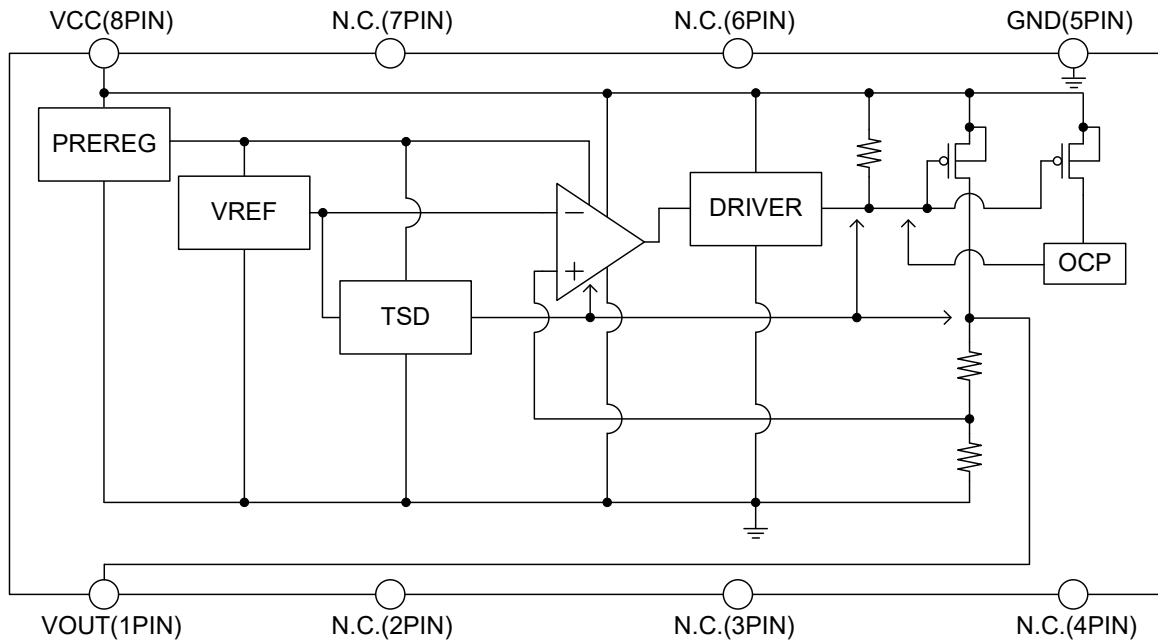 VCC(8PIN)
N.C.(7PIN)
N.C.(6PIN)
GND(5PIN)
PREREG
VREF
DRIVER
OCP
TSD
VOUT(1PIN)
N.C.(2PIN)
N.C.(3PIN)
N.C.(4PIN)